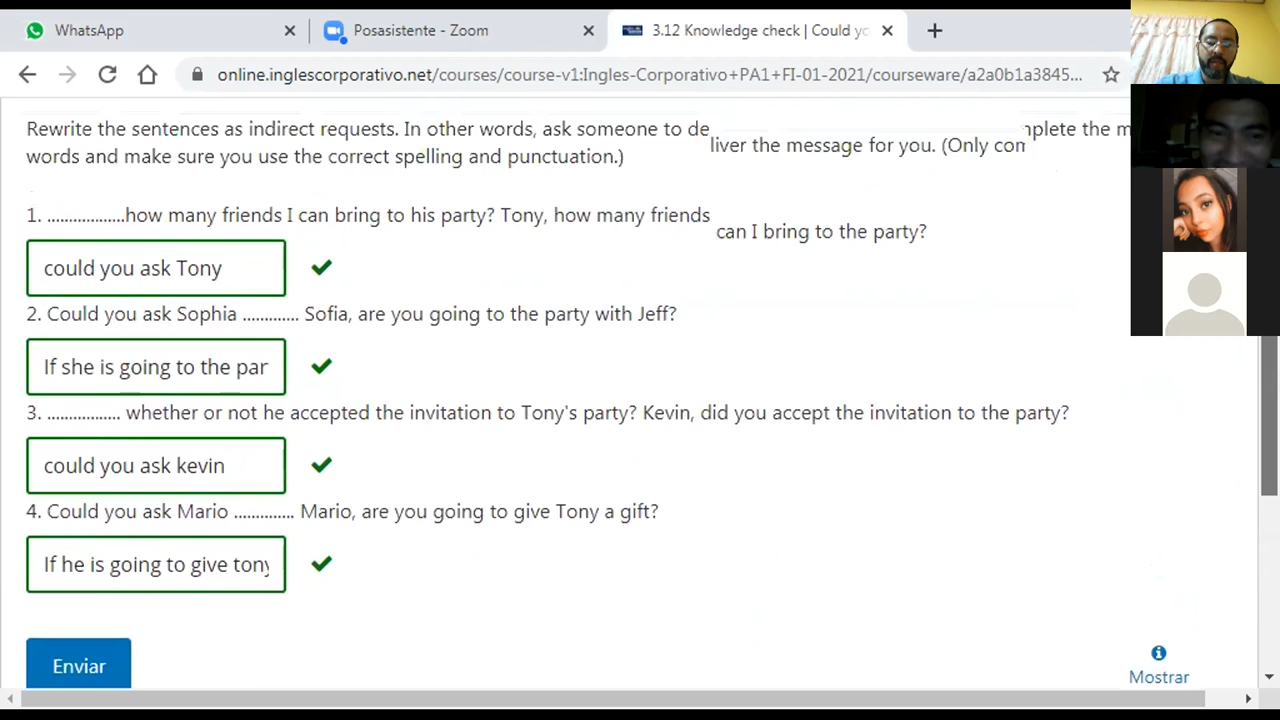 WhatsApp
Posasistente - Zoom
3.12 Knowledge check | Could yo
online.inglescorporativo.net/courses/course-v1:Ingles-Corporativo+PA1+FI-01-2021/courseware/a2a0b1a3845...
Rewrite the sentences as indirect requests. In other words, ask someone to de liver the message for you. (Only com mplete the m
words and make sure you use the correct spelling and punctuation.)
1. ..................how many friends I can bring to his party? Tony, how many friends can I bring to the party?
could you ask Tony
2. Could you ask Sophia ............. Sofia, are you going to the party with Jeff?
If she is going to the par
3. ................. whether or not he accepted the invitation to Tony's party? Kevin, did you accept the invitation to the party?
could you ask kevin
4. Could you ask Mario .............. Mario, are you going to give Tony a gift?
If he is going to give tony
Enviar
Mostrar